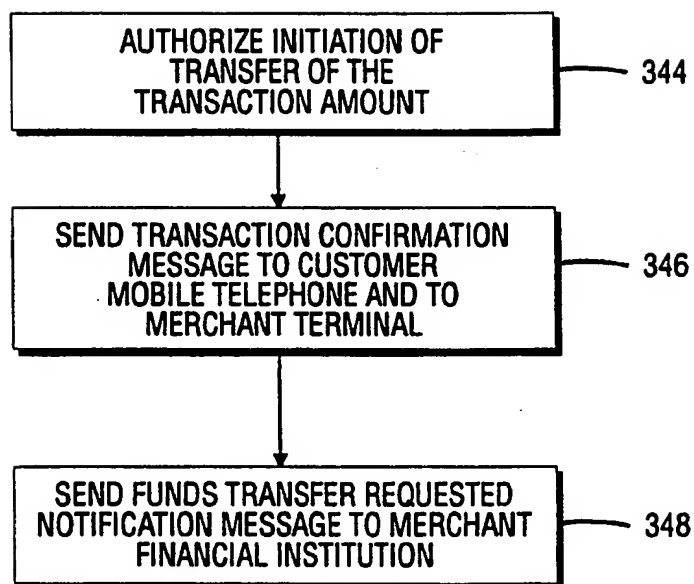 AUTHORIZE INITIATION OF
TRANSFER OF THE
TRANSACTION AMOUNT
344
SEND TRANSACTION CONFIRMATION
MESSAGE TO CUSTOMER
MOBILE TELEPHONE AND TO
MERCHANT TERMINAL
346
SEND FUNDS TRANSFER REQUESTED
NOTIFICATION MESSAGE TO MERCHANT
FINANCIAL INSTITUTION
348